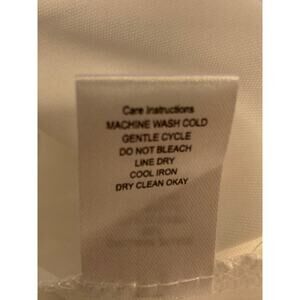 Care Instructions
MACHINE WASH COLD
GENTLE CYCLE
DO NOT BLEACH
LINE DRY
COOL IRON
DRY CLEAN OKAY